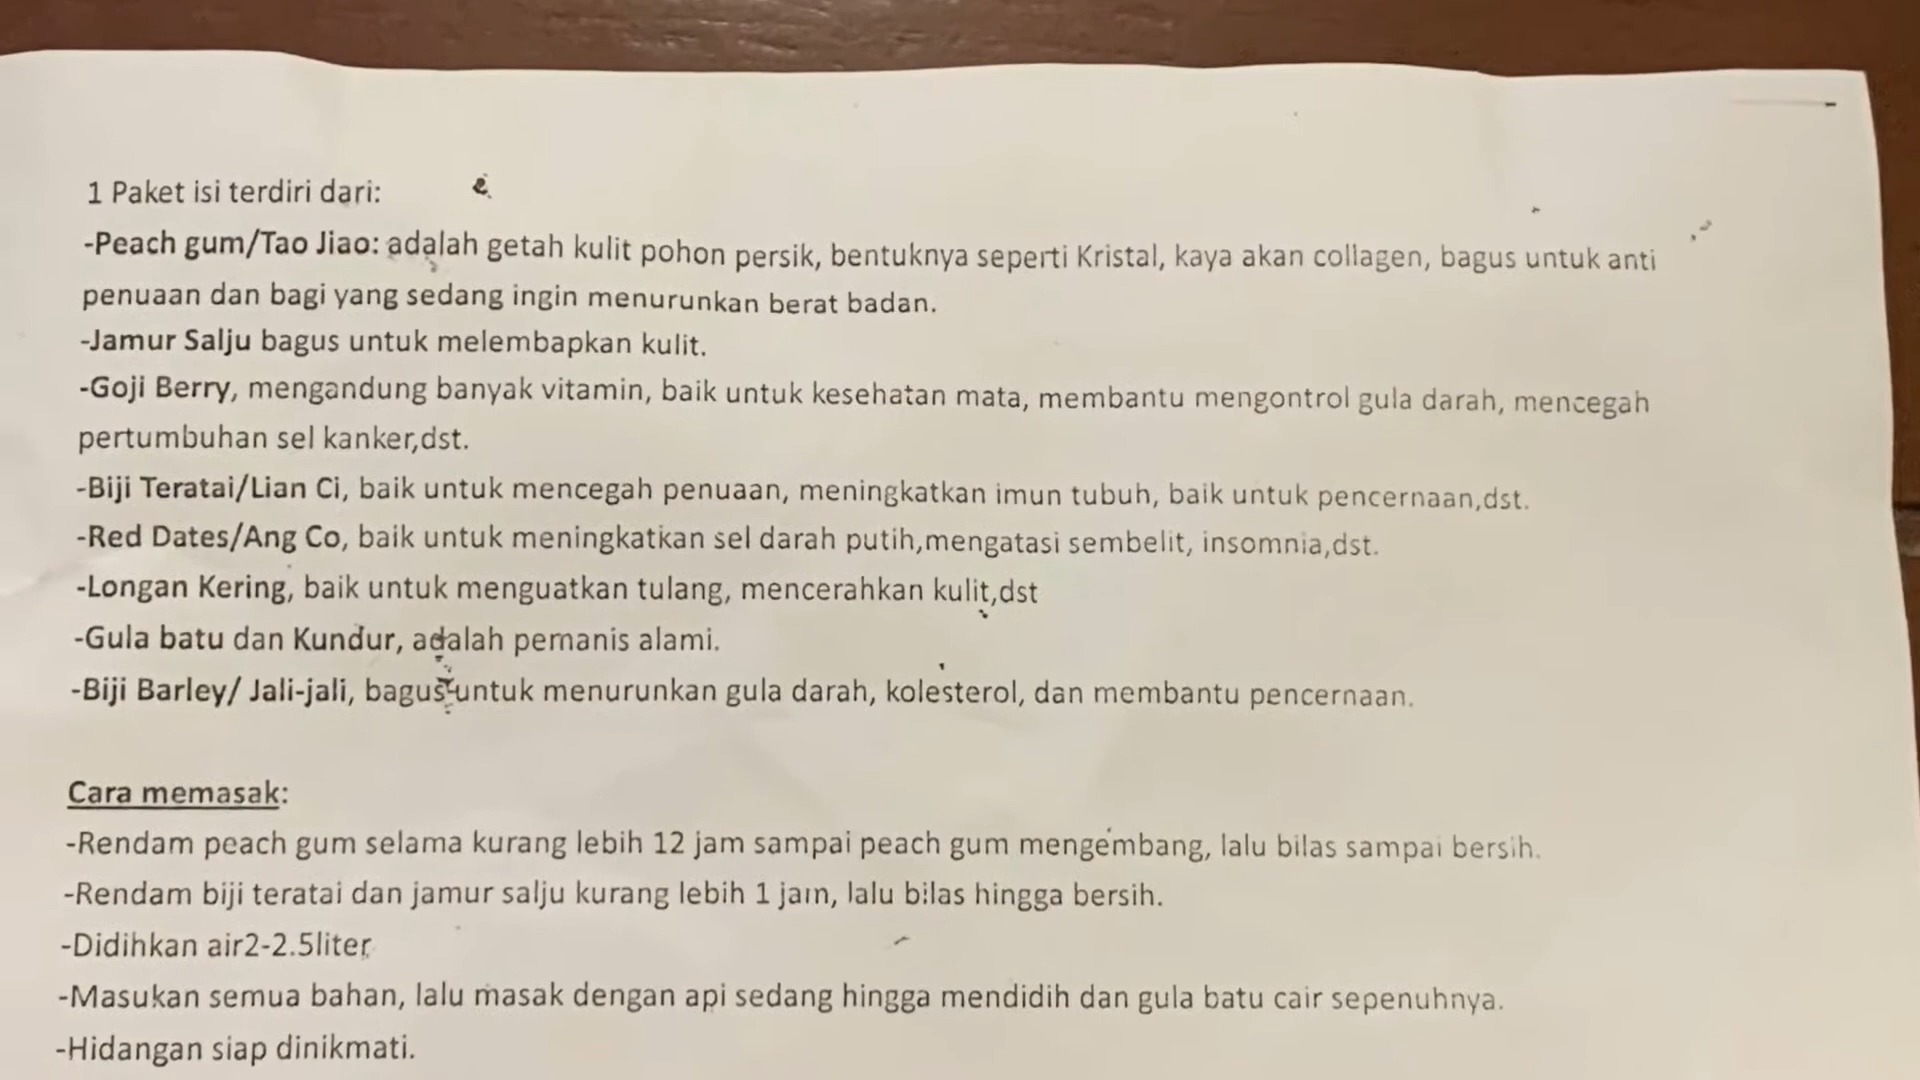 1 Paket isi terdiri dari:
-Peach gum/Tao Jiao: adalah getah kulit pohon persik, bentuknya seperti Kristal, kaya akan collagen, bagus untuk anti
penuaan dan bagi yang sedang ingin menurunkan berat badan.
-Jamur Salju bagus untuk melembapkan kulit.
-Goji Berry, mengandung banyak vitamin, baik untuk kesehatan mata, membantu mengontrol gula darah, mencegah
pertumbuhan sel kanker,dst.
-Biji Teratai/Lian Ci, baik untuk mencegah penuaan, meningkatkan imun tubuh, baik untuk pencernaan,dst.
-Red Dates/Ang Co, baik untuk meningkatkan sel darah putih,mengatasi sembelit, insomnia,dst.
-Longan Kering, baik untuk menguatkan tulang, mencerahkan kulit,dst
-Gula batu dan Kundur, adalah pemanis alami.
-Biji Barley/ Jali-jali, bagus untuk menurunkan gula darah, kolesterol, dan membantu pencernaan.
Cara memasak:
-Rendam peach gum selama kurang lebih 12 jam sampai peach gum mengembang, lalu bilas sampai bersih.
-Rendam biji teratai dan jamur salju kurang lebih 1 jam, lalu bilas hingga bersih.
-Didihkan air2-2.5liter
-Masukan semua bahan, lalu masak dengan api sedang hingga mendidih dan gula batu cair sepenuhnya.
-Hidangan siap dinikmati.